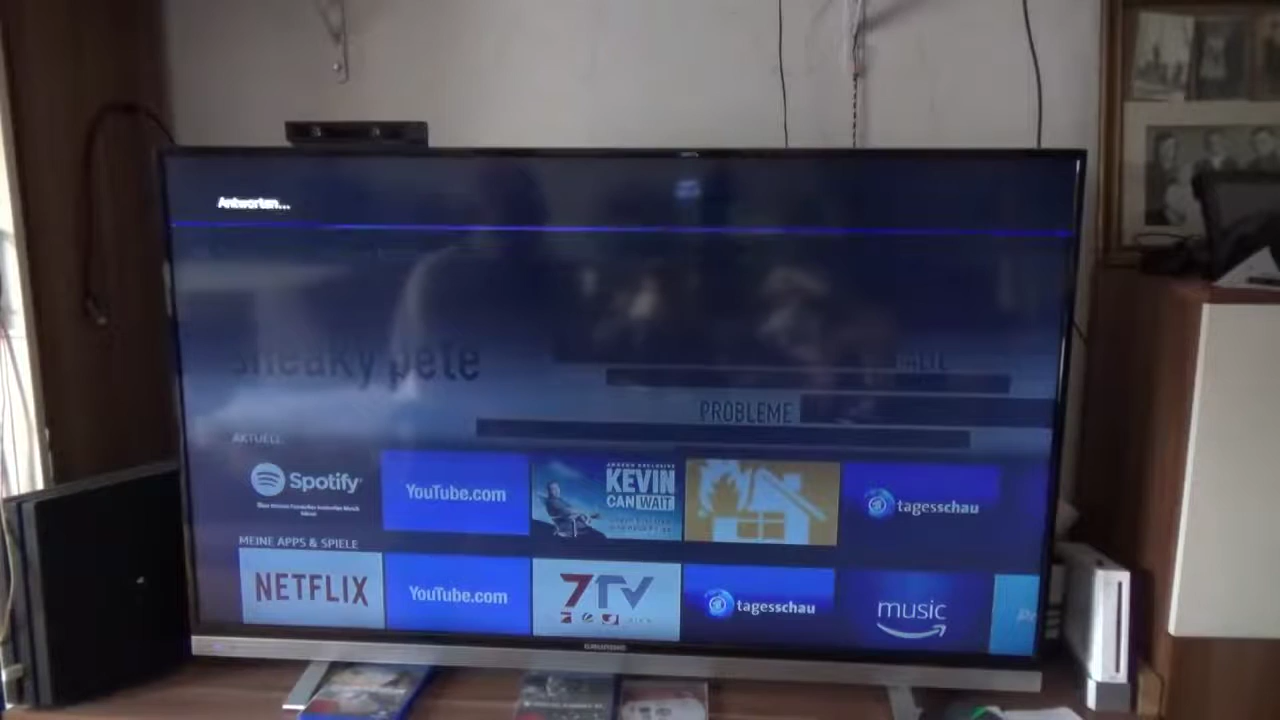 Antworten...
sneaky pete
PROBLEME
AKTUELL
Spotify
YouTube.com
KEVIN
CAN WAIT
tagesschau
MEINE APPS & SPIELE
NETFLIX
YouTube.com
7TV
tagesschau
music
GRUNDIG